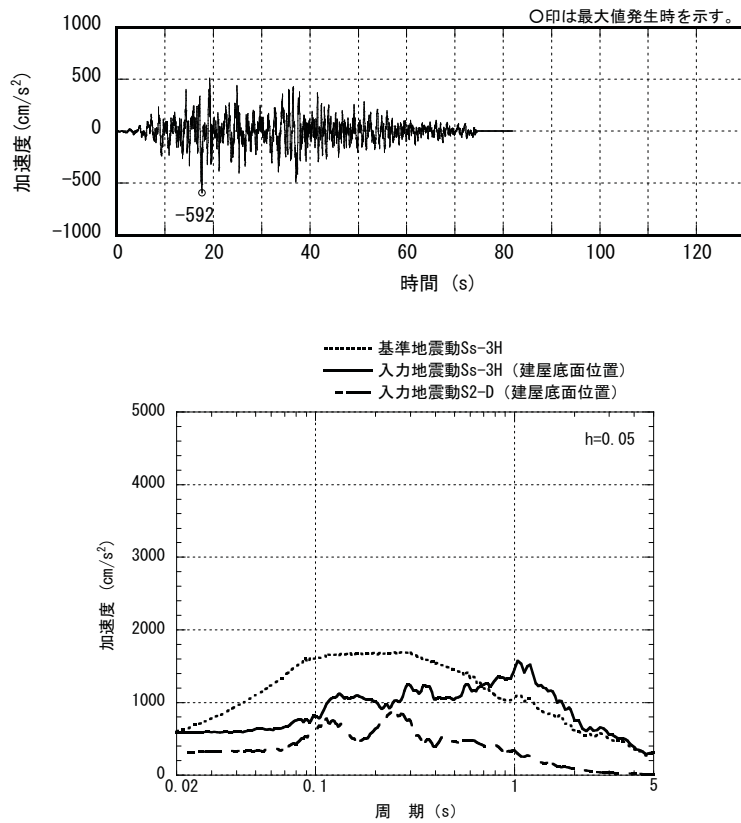 ○印は最大値発生時を示す。
1000
500
0
-500
-1000
加速度(cm/s²)
-592
0 20 40 60 80 100 120
時間 (s)
基準地震動Ss-3H
入力地震動Ss-3H (建屋底面位置)
入力地震動S2-D (建屋底面位置)
5000
4000
3000
2000
1000
0
h=0.05
加速度 (cm/s²)
0.02 0.1 1 5
周 期(s)